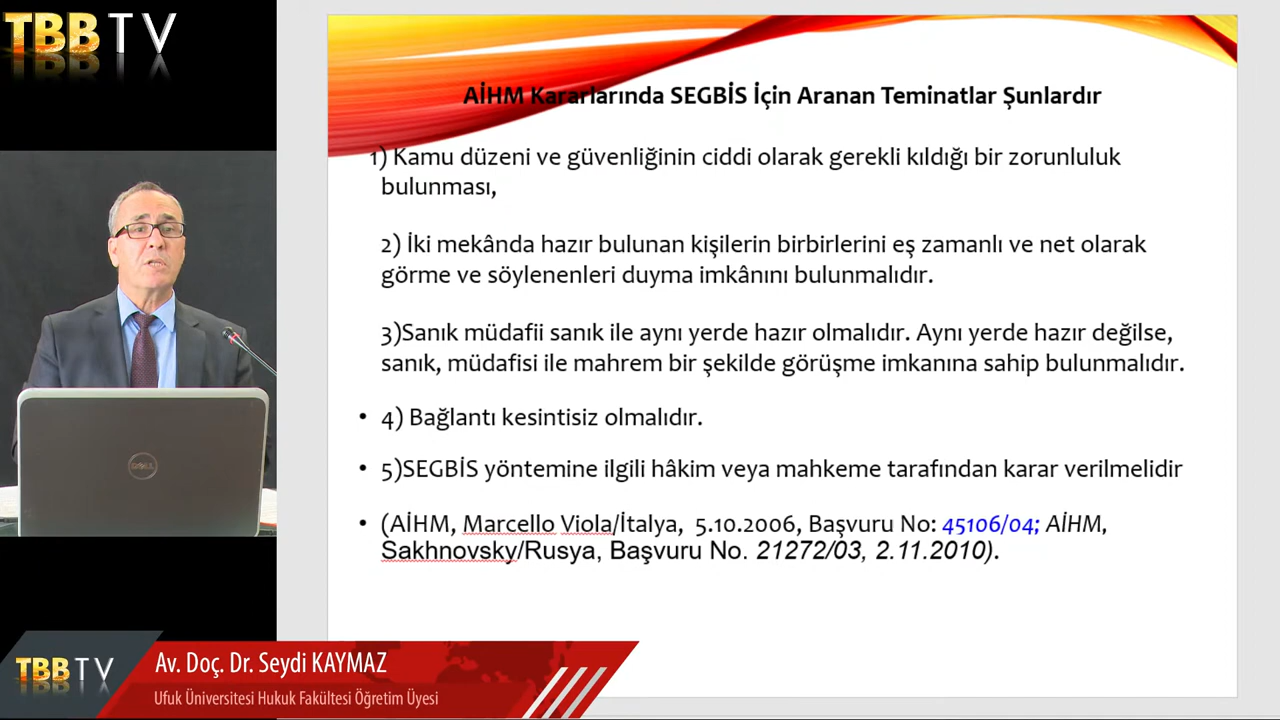 TBB TV
AİHM Kararlarında SEGBİS İçin Aranan Teminatlar Şunlardır
1) Kamu düzeni ve güvenliğinin ciddi olarak gerekli kıldığı bir zorunluluk
bulunması,
2) İki mekânda hazır bulunan kişilerin birbirlerini eş zamanlı ve net olarak
görme ve söylenenleri duyma imkânını bulunmalıdır.
3)Sanık müdafii sanık ile aynı yerde hazır olmalıdır. Aynı yerde hazır değilse,
sanık, müdafisi ile mahrem bir şekilde görüşme imkanına sahip bulunmalıdır.
• 4) Bağlantı kesintisiz olmalıdır.
• 5)SEGBİS yöntemine ilgili hâkim veya mahkeme tarafından karar verilmelidir
• (AİHM, Marcello Viola/İtalya, 5.10.2006, Başvuru No: 45106/04; AİHM,
Sakhnovsky/Rusya, Başvuru No. 21272/03, 2.11.2010).
DELL
TBB TV
Av. Doç. Dr. Seydi KAYMAZ
Ufuk Üniversitesi Hukuk Fakültesi Öğretim Üyesi